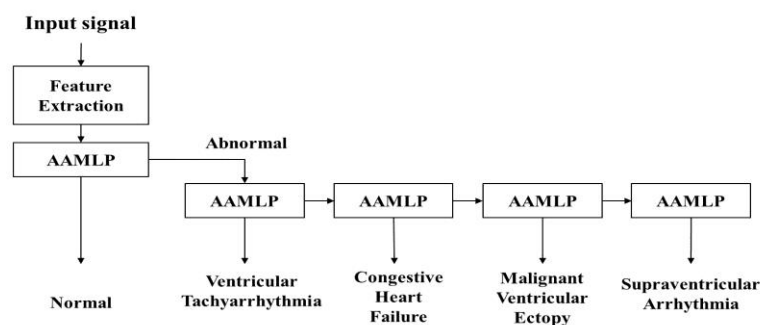 Input signal
Feature
Extraction
AAMLP
Abnormal
AAMLP
AAMLP
AAMLP
AAMLP
Normal
Ventricular
Tachyarrhythmia
Congestive
Heart
Failure
Malignant
Ventricular
Ectopy
Supraventricular
Arrhythmia